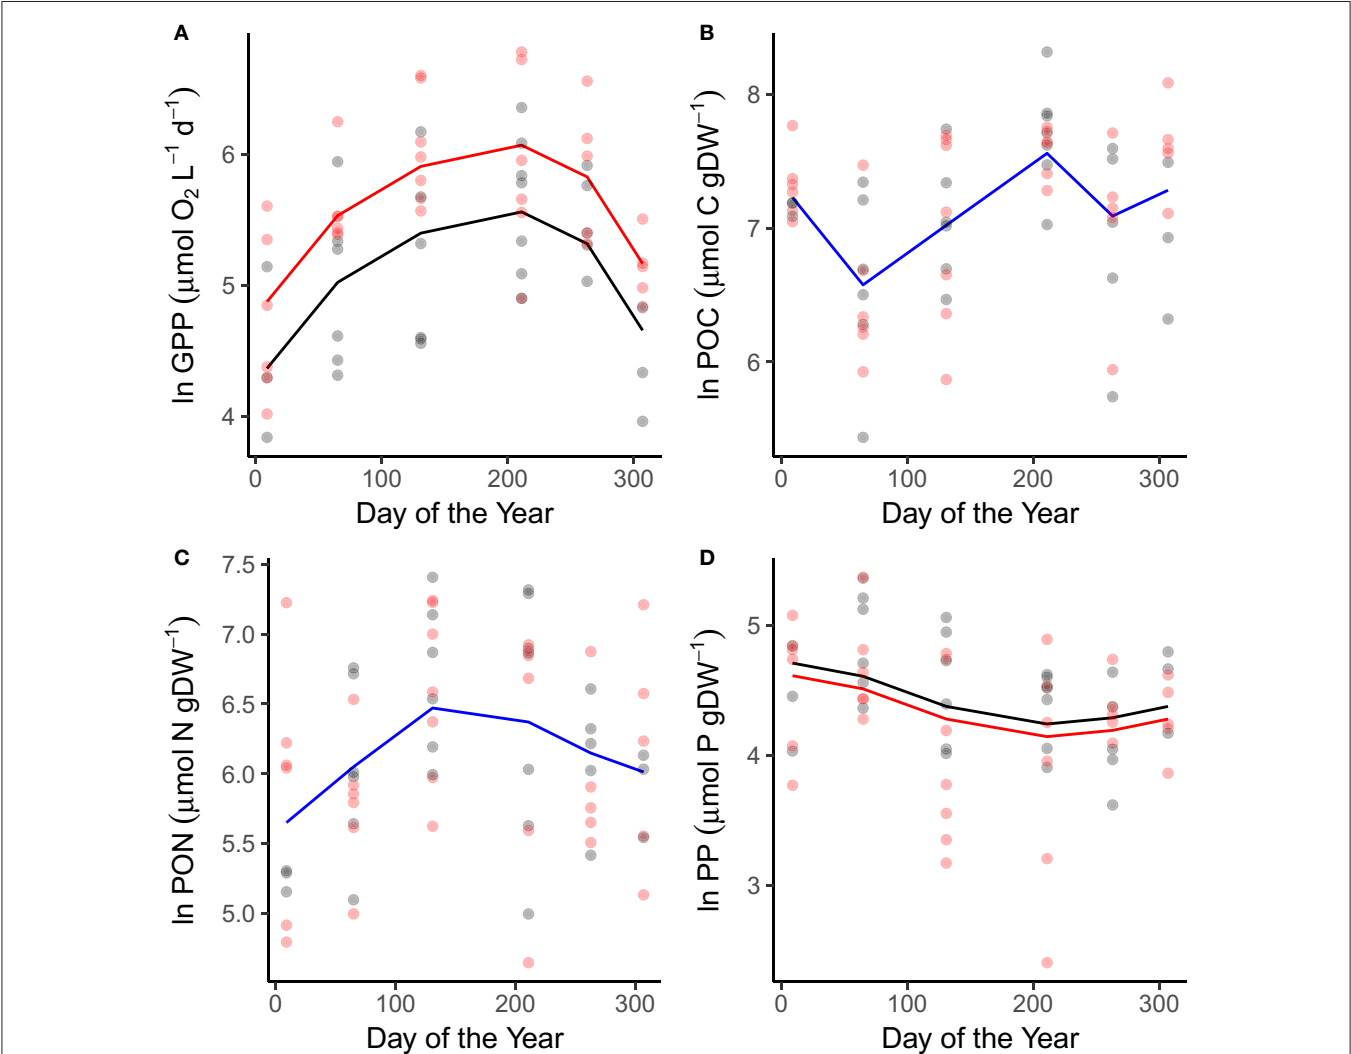 A
ln GPP (μmol O₂ L⁻¹ d⁻¹)
6
5
4
0 100 200 300
Day of the Year
B
ln POC (μmol C gDW⁻¹)
8
7
6
0 100 200 300
Day of the Year
C
ln PON (μmol N gDW⁻¹)
7.5
7.0
6.5
6.0
5.5
5.0
0 100 200 300
Day of the Year
D
ln PP (μmol P gDW⁻¹)
5
4
3
0 100 200 300
Day of the Year